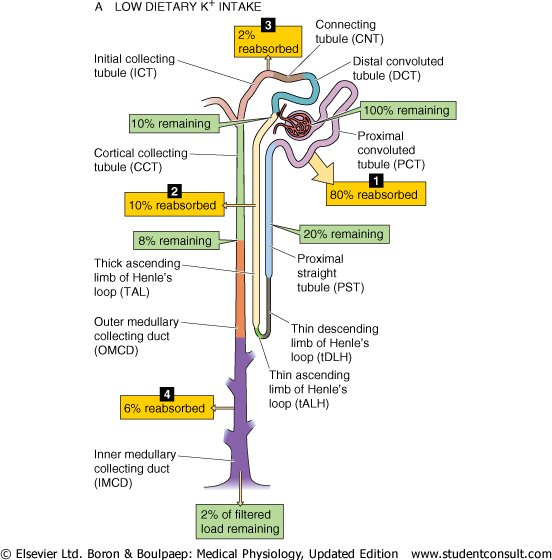 A LOW DIETARY K+ INTAKE
3
2%
reabsorbed
Connecting
tubule (CNT)
Initial collecting
tubule (ICT)
Distal convoluted
tubule (DCT)
10% remaining
100% remaining
Cortical collecting
tubule (CCT)
Proximal
convoluted
tubule (PCT)
1
80% reabsorbed
2
10% reabsorbed
8% remaining
20% remaining
Thick ascending
limb of Henle's
loop (TAL)
Proximal
straight
tubule (PST)
Outer medullary
collecting duct
(OMCD)
Thin descending
limb of Henle's
loop (tDLH)
Thin ascending
limb of Henle's
loop (tALH)
4
6% reabsorbed
Inner medullary
collecting duct
(IMCD)
2% of filtered
load remaining
© Elsevier Ltd. Boron & Boulpaep: Medical Physiology, Updated Edition www.studentconsult.com